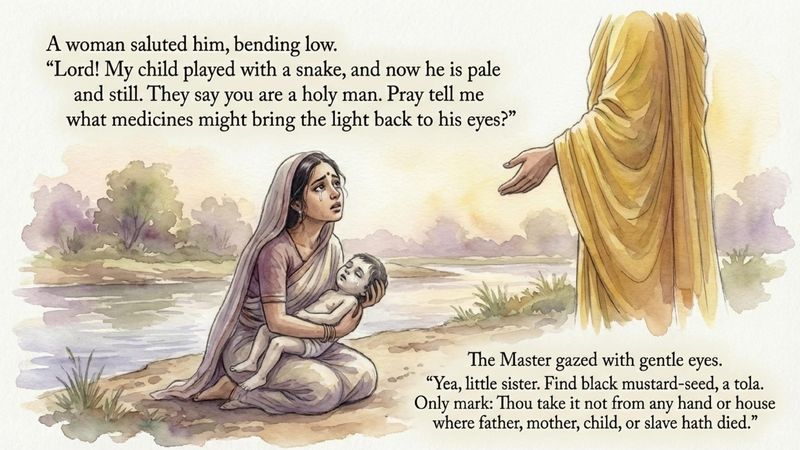 A woman saluted him, bending low.
“Lord! My child played with a snake, and now he is pale
and still. They say you are a holy man. Pray tell me
what medicines might bring the light back to his eyes?”
The Master gazed with gentle eyes.
“Yea, little sister. Find black mustard-seed, a tola.
Only mark: Thou take it not from any hand or house
where father, mother, child, or slave hath died.”